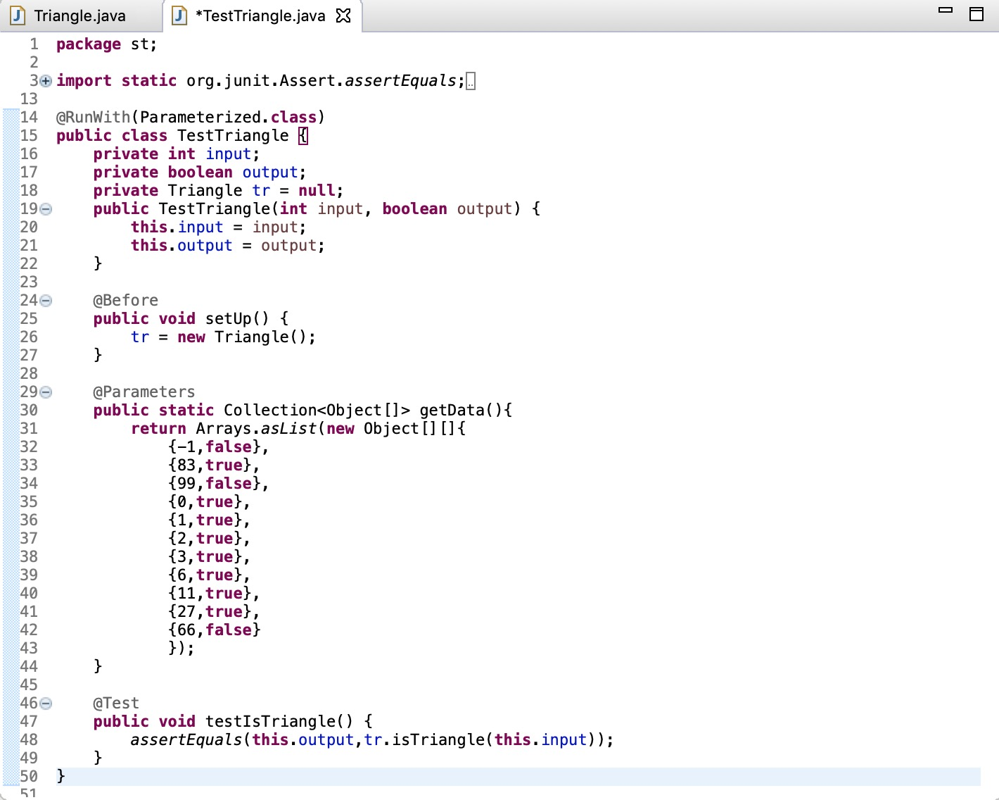 Triangle.java
*TestTriangle.java
1 package st;
2
3 import static org.junit.Assert.assertEquals;
13
14 @RunWith(Parameterized.class)
15 public class TestTriangle {
16     private int input;
17     private boolean output;
18     private Triangle tr = null;
19     public TestTriangle(int input, boolean output) {
20         this.input = input;
21         this.output = output;
22     }
23
24     @Before
25     public void setUp() {
26         tr = new Triangle();
27     }
28
29     @Parameters
30     public static Collection<Object[]> getData(){
31         return Arrays.asList(new Object[][]{
32             {-1,false},
33             {83,true},
34             {99,false},
35             {0,true},
36             {1,true},
37             {2,true},
38             {3,true},
39             {6,true},
40             {11,true},
41             {27,true},
42             {66,false}
43             });
44     }
45
46     @Test
47     public void testIsTriangle() {
48         assertEquals(this.output,tr.isTriangle(this.input));
49     }
50 }
51